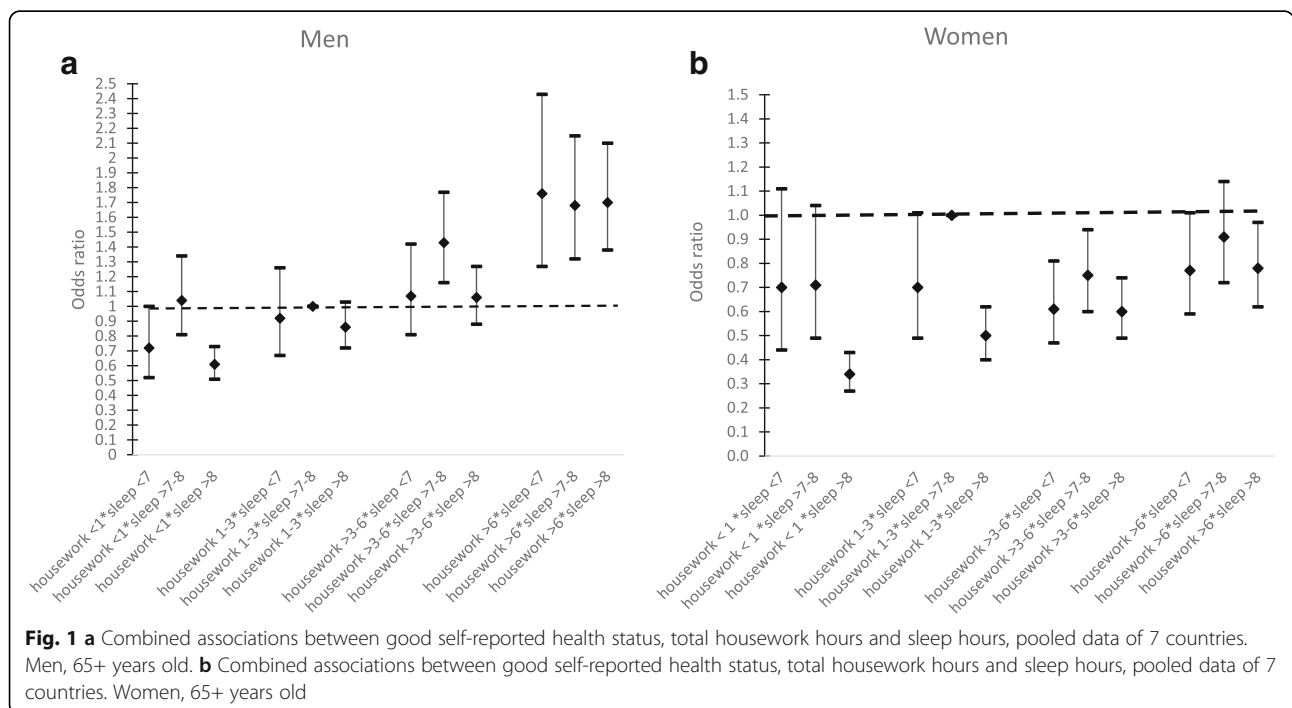 Men
a
Odds ratio
2.5
2.4
2.3
2.2
2.1
2
1.9
1.8
1.7
1.6
1.5
1.4
1.3
1.2
1.1
1
0.9
0.8
0.7
0.6
0.5
0.4
0.3
0.2
0.1
0
housework <1*sleep <7
housework <1*sleep >7-8
housework <1*sleep >8
housework 1-3*sleep <7
housework 1-3*sleep >7-8
housework 1-3*sleep >8
housework >3-6*sleep <7
housework >3-6*sleep >7-8
housework >3-6*sleep >8
housework >6*sleep <7
housework >6*sleep >7-8
housework >6*sleep >8
Women
b
Odds ratio
1.5
1.4
1.3
1.2
1.1
1.0
0.9
0.8
0.7
0.6
0.5
0.4
0.3
0.2
0.1
0.0
housework <1 *sleep <7
housework <1 *sleep >7-8
housework <1 *sleep >8
housework 1-3*sleep <7
housework 1-3*sleep >7-8
housework 1-3*sleep >8
housework >3-6*sleep <7
housework >3-6*sleep >7-8
housework >3-6*sleep >8
housework >6*sleep <7
housework >6*sleep >7-8
housework >6*sleep >8
Fig. 1 a Combined associations between good self-reported health status, total housework hours and sleep hours, pooled data of 7 countries.
Men, 65+ years old. b Combined associations between good self-reported health status, total housework hours and sleep hours, pooled data of 7
countries. Women, 65+ years old